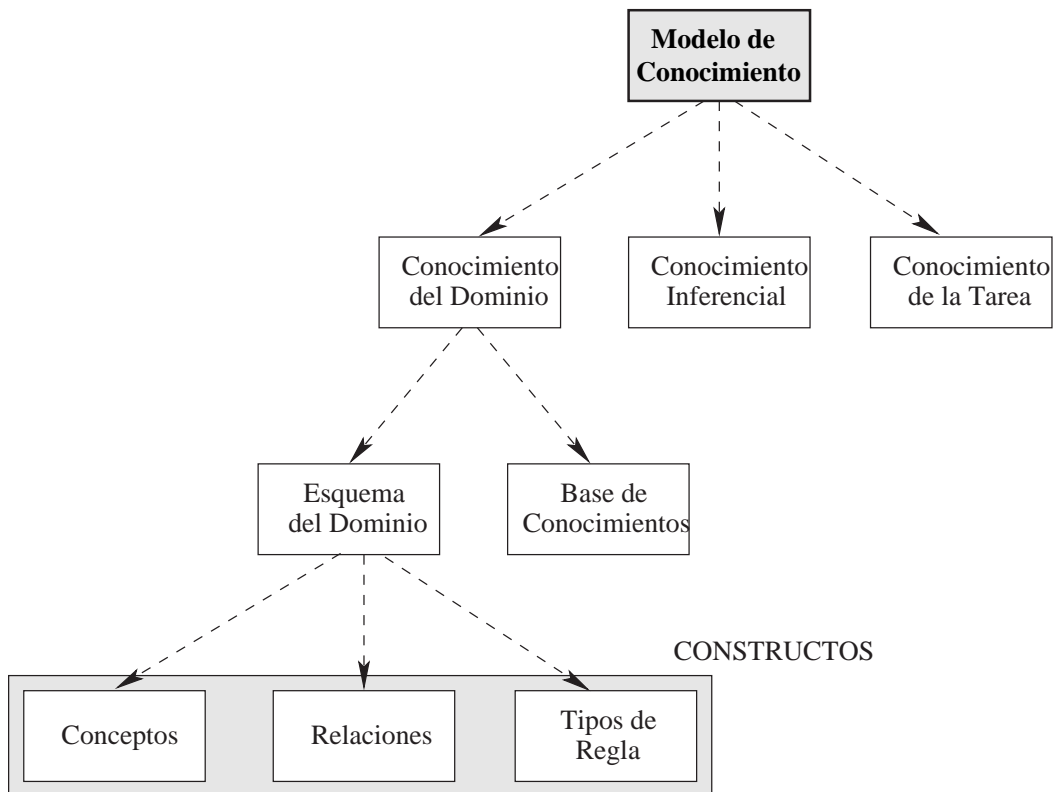 Modelo de
Conocimiento
Conocimiento
del Dominio
Conocimiento
Inferencial
Conocimiento
de la Tarea
Esquema
del Dominio
Base de
Conocimientos
CONSTRUCTOS
Conceptos
Relaciones
Tipos de
Regla